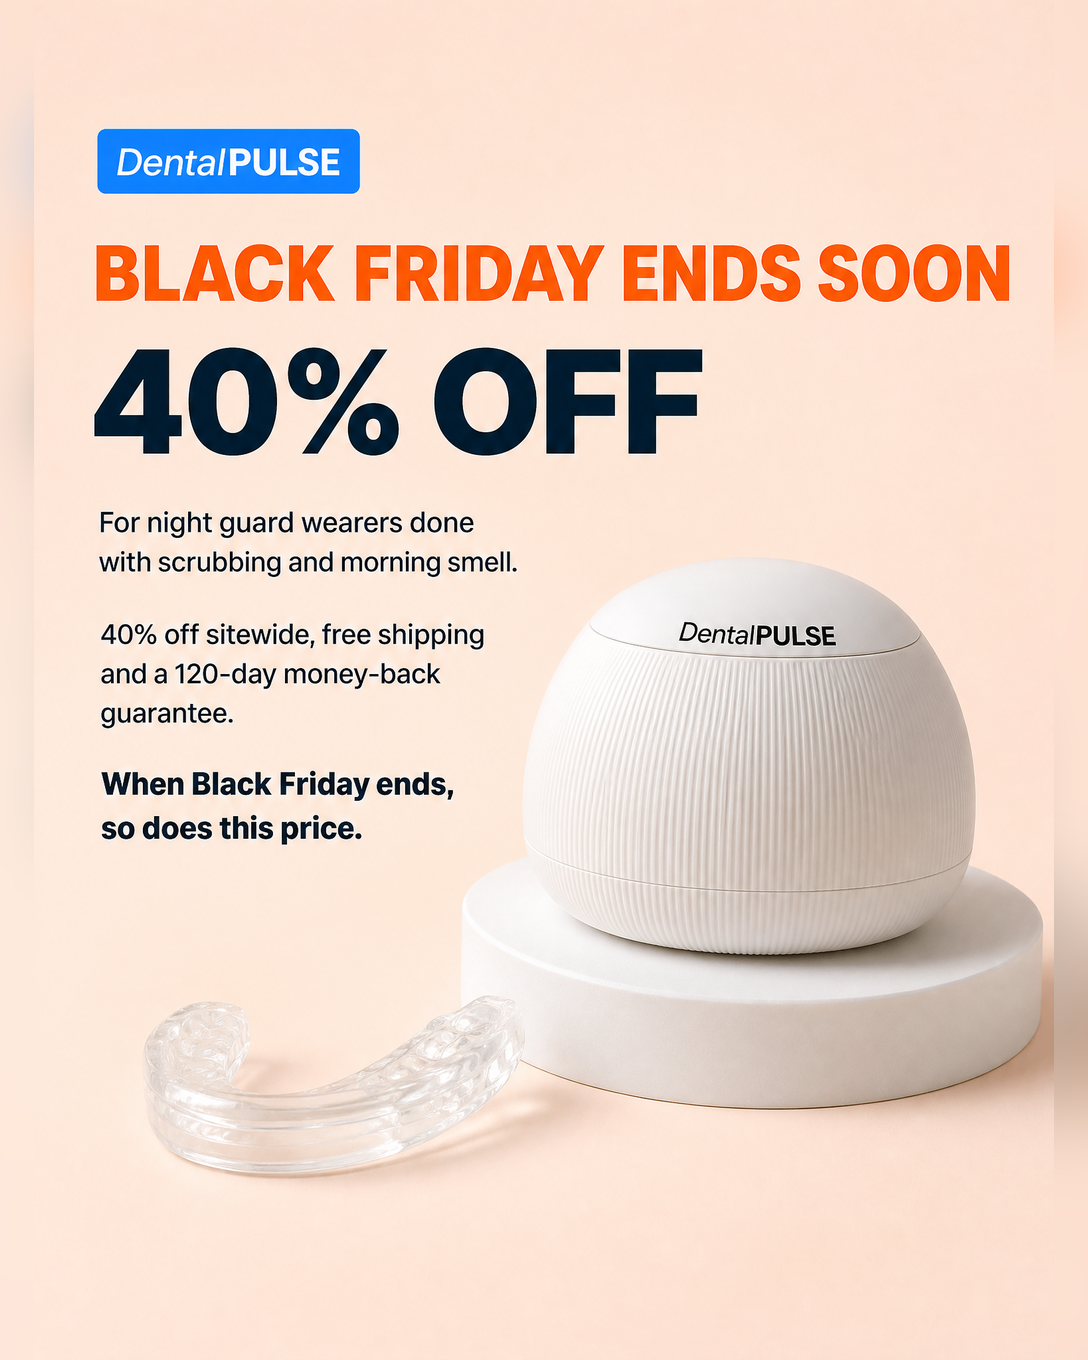 DentalPULSE
BLACK FRIDAY ENDS SOON
40% OFF
For night guard wearers done
with scrubbing and morning smell.
40% off sitewide, free shipping
and a 120-day money-back
guarantee.
When Black Friday ends,
so does this price.
DentalPULSE